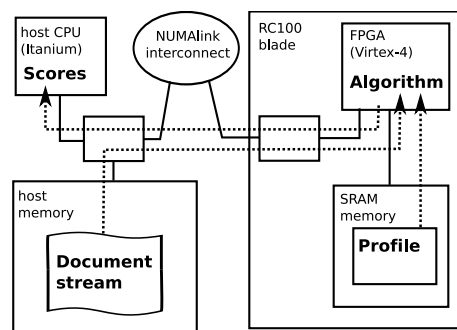 host CPU
(Itanium)
Scores
NUMAlink
interconnect
RC100
blade
FPGA
(Virtex-4)
Algorithm
host
memory
Document
stream
SRAM
memory
Profile